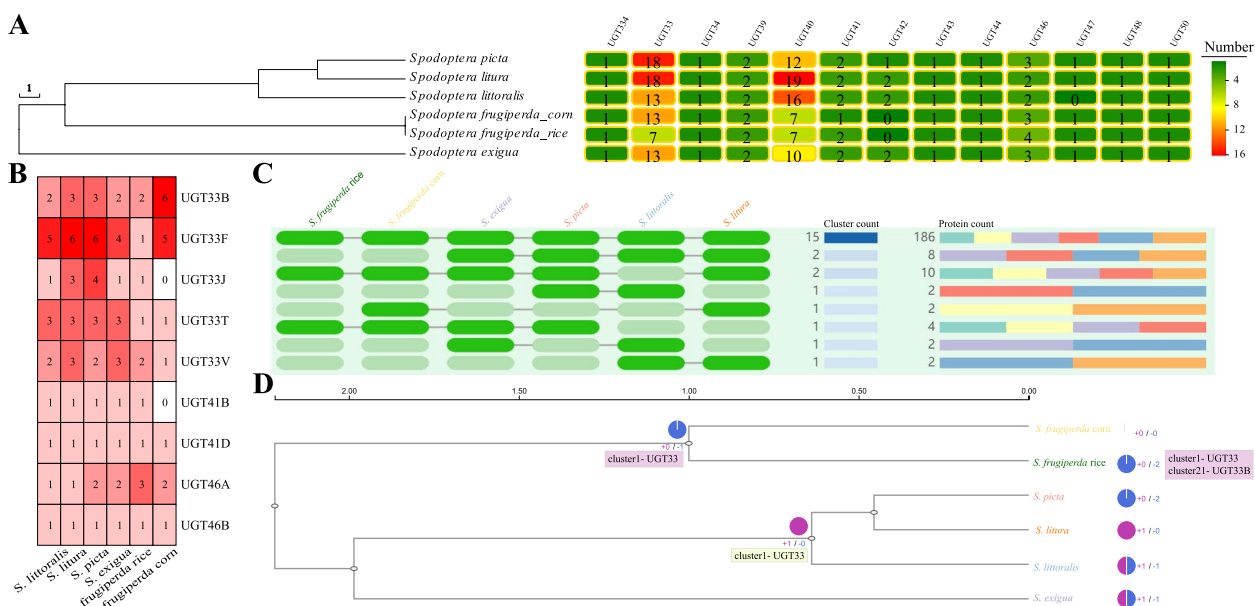 A
UGT334 UGT33 UGT34 UGT39 UGT40 UGT41 UGT42 UGT43 UGT44 UGT46 UGT47 UGT48 UGT50
Number
1
Spodoptera picta 1 18 1 2 12 2 1 1 1 3 1 1 1
Spodoptera litura 1 18 1 2 19 2 2 1 1 2 1 1 1
Spodoptera littoralis 1 13 1 2 16 2 2 1 1 2 0 1 1
Spodoptera frugiperda_corn 1 13 1 2 7 1 0 1 1 3 1 1 1
Spodoptera frugiperda_rice 1 7 1 2 7 2 0 1 1 4 1 1 1
Spodoptera exigua 1 13 1 2 10 2 2 1 1 3 1 1 1
4
8
12
16
B
2 3 3 2 2 6 UGT33B
5 6 6 4 1 5 UGT33F
1 3 4 1 1 0 UGT33J
3 3 3 3 1 1 UGT33T
2 3 2 3 2 1 UGT33V
1 1 1 1 1 0 UGT41B
1 1 1 1 1 1 UGT41D
1 1 2 2 3 2 UGT46A
1 1 1 1 1 1 UGT46B
S. littoralis
S. litura
S. picta
S. exigua
frugiperda rice
frugiperda corn
C
S. frugiperda rice S. frugiperda corn S. exigua S. picta S. littoralis S. litura
Cluster count Protein count
15 186
2 8
2 10
1 2
1 2
1 4
1 2
1 2
D
2.00 1.50 1.00 0.50 0.00
S. frugiperda corn +0 / -0
+0 / -1
cluster1- UGT33
S. frugiperda rice +0 / -2
cluster1- UGT33
cluster21- UGT33B
S. picta +0 / -2
S. litura +1 / -0
+1 / -0
cluster1- UGT33
S. littoralis +1 / -1
S. exigua +1 / -1